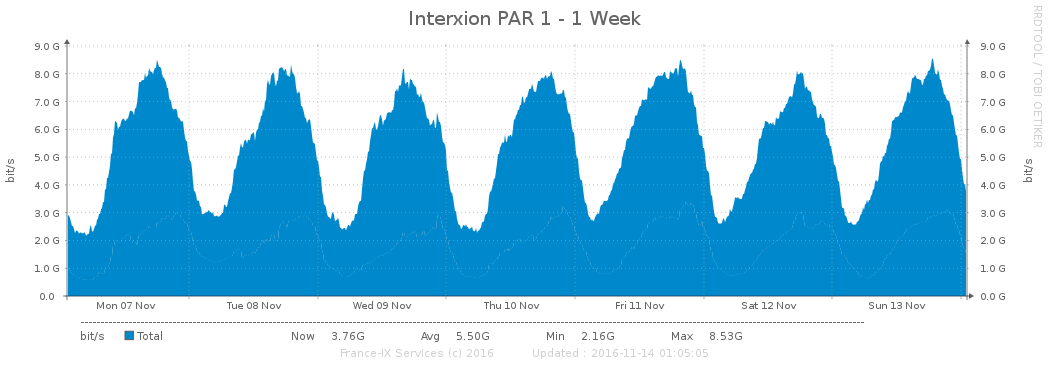 Interxion PAR 1 - 1 Week
RRDTOOL / TOBI OETIKER
9.0 G 9.0 G
8.0 G 8.0 G
7.0 G 7.0 G
6.0 G 6.0 G
5.0 G 5.0 G
4.0 G 4.0 G
3.0 G 3.0 G
2.0 G 2.0 G
1.0 G 1.0 G
0.0 0.0 G
bit/s
bit/s
Mon 07 Nov Tue 08 Nov Wed 09 Nov Thu 10 Nov Fri 11 Nov Sat 12 Nov Sun 13 Nov
bit/s Total Now 3.76G Avg 5.50G Min 2.16G Max 8.53G
France-IX Services (c) 2016 Updated : 2016-11-14 01:05:05